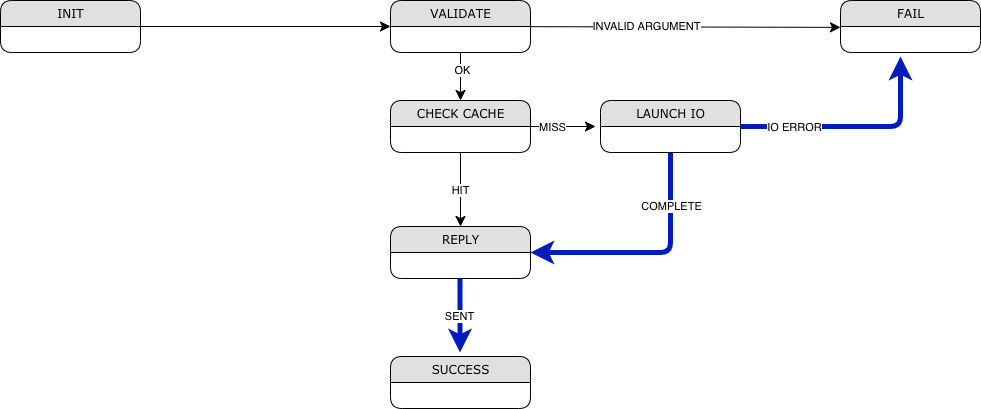 INIT
VALIDATE
INVALID ARGUMENT
FAIL
OK
CHECK CACHE
MISS
LAUNCH IO
IO ERROR
HIT
COMPLETE
REPLY
SENT
SUCCESS